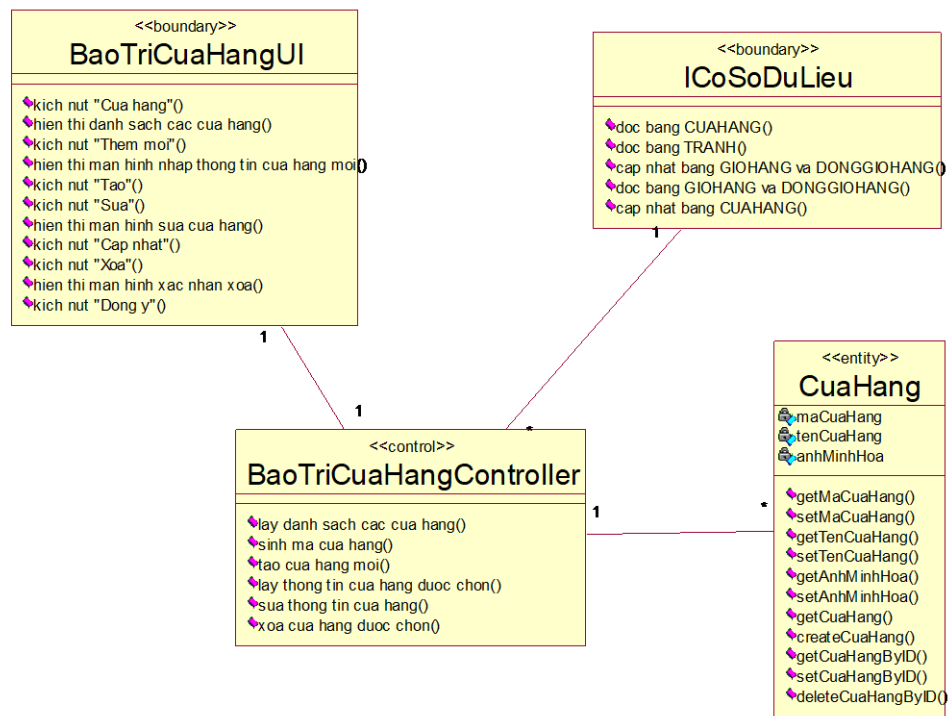 <<boundary>>
BaoTriCuaHangUI
kich nut "Cua hang"()
hien thi danh sach cac cua hang()
kich nut "Them moi"()
hien thi man hinh nhap thong tin cua hang moi()
kich nut "Tao"()
kich nut "Sua"()
hien thi man hinh sua cua hang()
kich nut "Cap nhat"()
kich nut "Xoa"()
hien thi man hinh xac nhan xoa()
kich nut "Dong y"()
<<boundary>>
ICoSoDuLieu
doc bang CUAHANG()
doc bang TRANH()
cap nhat bang GIOHANG va DONGGIOHANG()
doc bang GIOHANG va DONGGIOHANG()
cap nhat bang CUAHANG()
1
1
1
*
<<control>>
BaoTriCuaHangController
lay danh sach cac cua hang()
sinh ma cua hang()
tao cua hang moi()
lay thong tin cua hang duoc chon()
sua thong tin cua hang()
xoa cua hang duoc chon()
1
*
<<entity>>
CuaHang
maCuaHang
tenCuaHang
anhMinhHoa
getMaCuaHang()
setMaCuaHang()
getTenCuaHang()
setTenCuaHang()
getAnhMinhHoa()
setAnhMinhHoa()
getCuaHang()
createCuaHang()
getCuaHangByID()
setCuaHangByID()
deleteCuaHangByID()